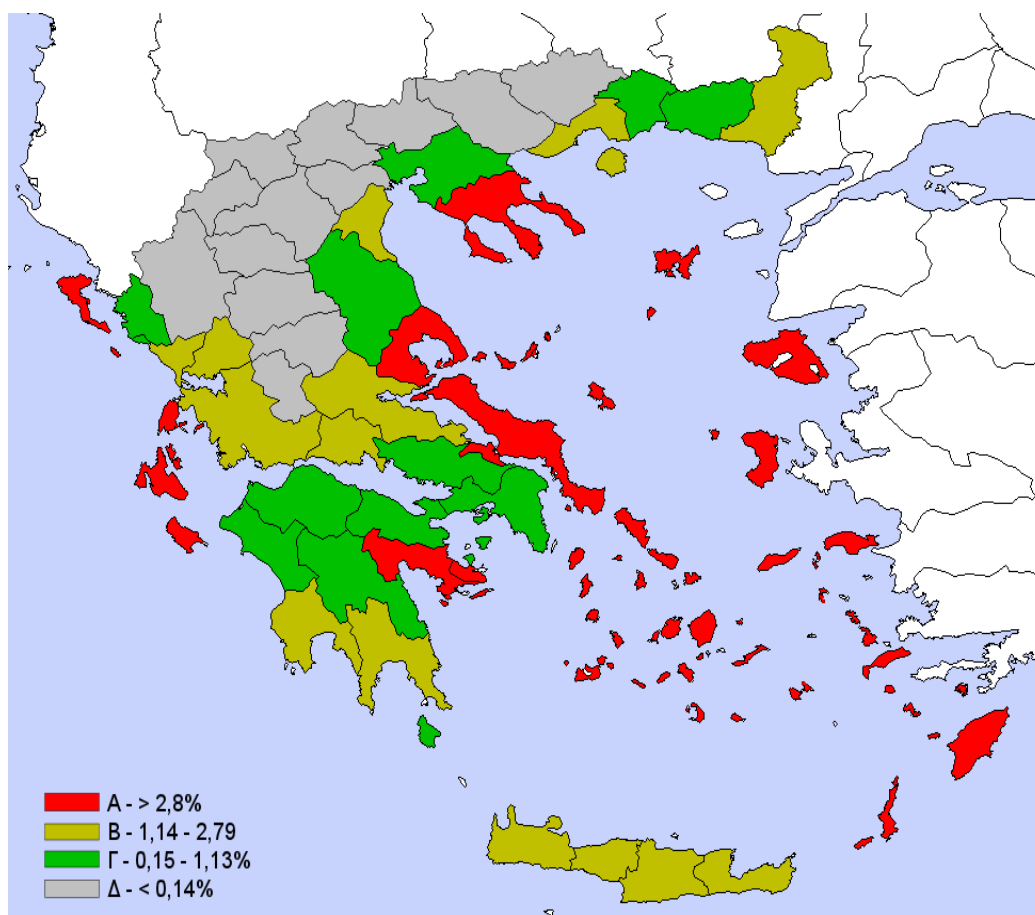 Α - > 2,8%
Β - 1,14 - 2,79
Γ - 0,15 - 1,13%
Δ - < 0,14%